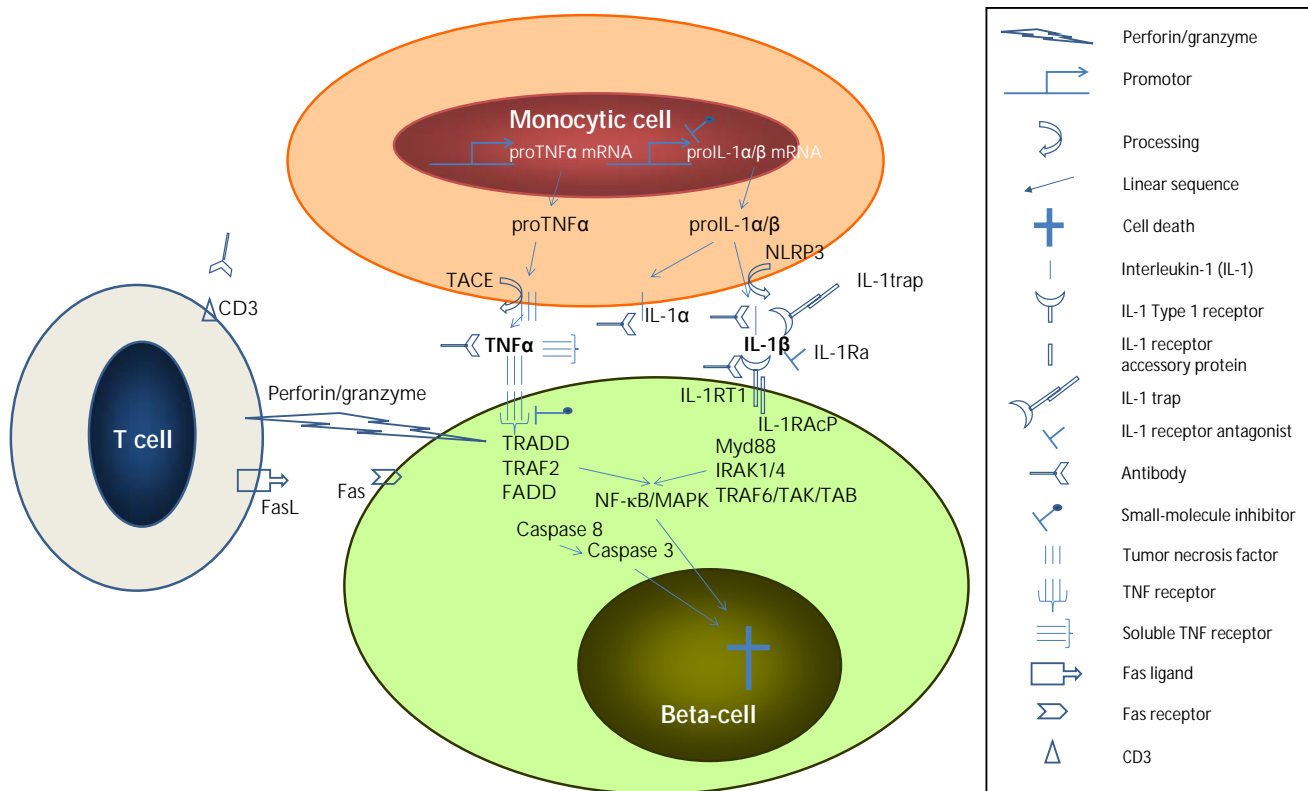 Monocytic cell
proTNFα mRNA
proIL-1α/β mRNA
proTNFα
proIL-1α/β
NLRP3
TACE
IL-1trap
CD3
IL-1α
TNFα
IL-1β
IL-1Ra
Perforin/granzyme
IL-1RT1
IL-1RAcP
T cell
TRADD
TRAF2
FADD
Myd88
IRAK1/4
TRAF6/TAK/TAB
Fas
FasL
NF-κB/MAPK
Caspase 8
Caspase 3
Beta-cell
Perforin/granzyme
Promotor
Processing
Linear sequence
Cell death
Interleukin-1 (IL-1)
IL-1 Type 1 receptor
IL-1 receptor
accessory protein
IL-1 trap
IL-1 receptor antagonist
Antibody
Small-molecule inhibitor
Tumor necrosis factor
TNF receptor
Soluble TNF receptor
Fas ligand
Fas receptor
CD3